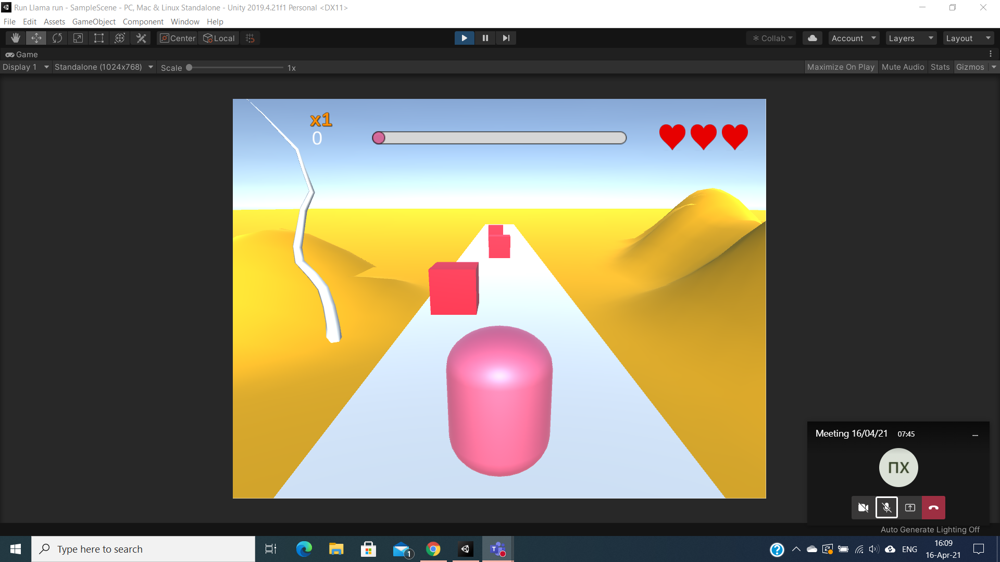 Run Llama run - SampleScene - PC, Mac & Linux Standalone - Unity 2019.4.21f1 Personal <DX11>
File Edit Assets GameObject Component Window Help
Center Local Collab Account Layers Layout
Game
Display 1 Standalone (1024x768) Scale 1x Maximize On Play Mute Audio Stats Gizmos
x1
0
Meeting 16/04/21 07:45
ПХ
Auto Generate Lighting Off
Type here to search
1
T
ENG
16:09
16-Apr-21